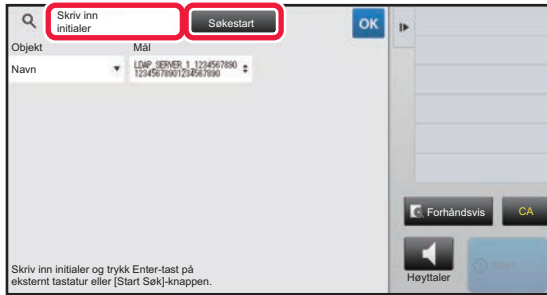 Skriv inn
initialer
Søkestart
OK
Objekt
Mål
Navn
LDAP_SERVER_1_1234567890
12345678901234567890
Forhåndsvis
CA
Høyttaler
Start
Skriv inn initialer og trykk Enter-tast på
eksternt tastatur eller [Start Søk]-knappen.